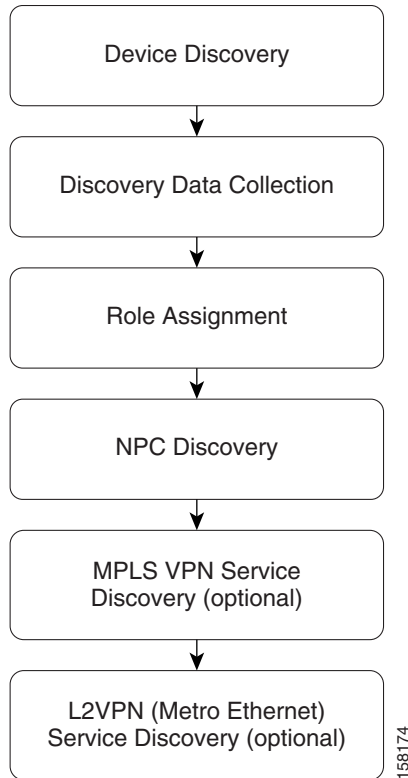 Device Discovery
Discovery Data Collection
Role Assignment
NPC Discovery
MPLS VPN Service
Discovery (optional)
L2VPN (Metro Ethernet)
Service Discovery (optional)
158174